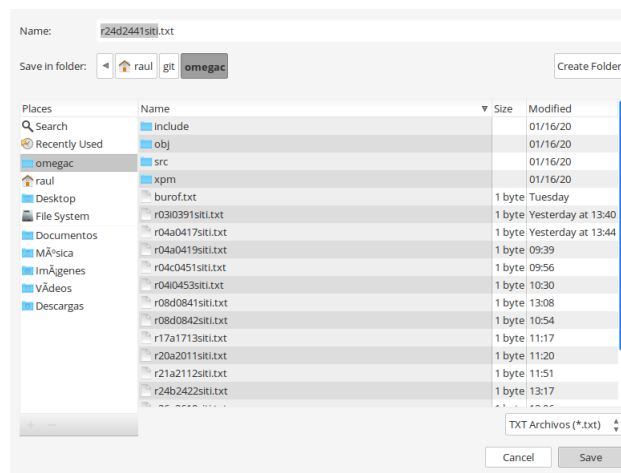 Name: r24d2441siti.txt
Save in folder: raul git omegac Create Folder
Places Name Size Modified
Search include 01/16/20
Recently Used obj 01/16/20
omegac src 01/16/20
raul xpm 01/16/20
Desktop burof.txt 1 byte Tuesday
File System r03i0391siti.txt 1 byte Yesterday at 13:40
Documentos r04a0417siti.txt 1 byte Yesterday at 13:44
MÃºsica r04a0419siti.txt 1 byte 09:39
ImÃ¡genes r04c0451siti.txt 1 byte 09:56
VÃdeos r04i0453siti.txt 1 byte 10:30
Descargas r08d0841siti.txt 1 byte 13:08
r08d0842siti.txt 1 byte 10:54
r17a1713siti.txt 1 byte 11:17
r20a2011siti.txt 1 byte 11:20
r21a2112siti.txt 1 byte 11:51
r24b2422siti.txt 1 byte 13:17
TXT Archivos (*.txt)
Cancel Save